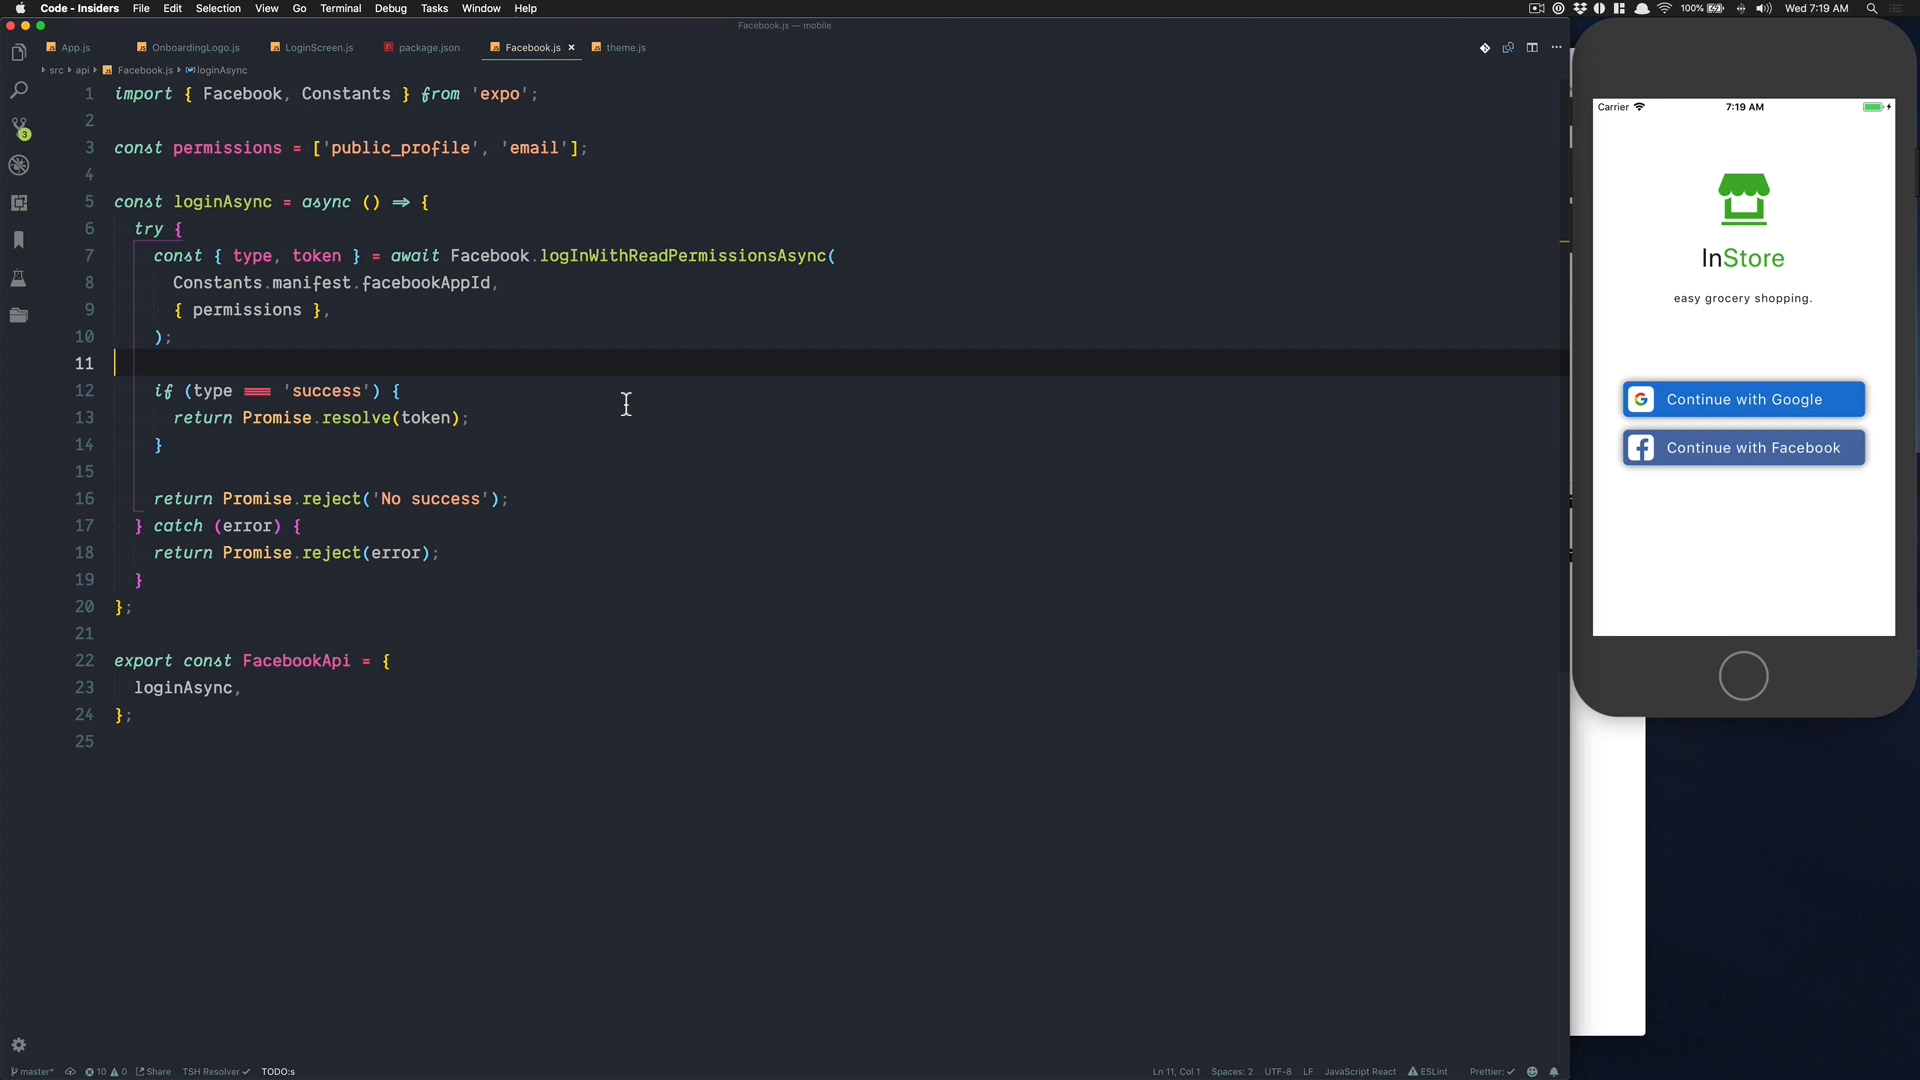 Code - Insiders File Edit Selection View Go Terminal Debug Tasks Window Help 100% Wed 7:19 AM
Facebook.js — mobile
App.js OnboardingLogo.js LoginScreen.js package.json Facebook.js × theme.js
src api Facebook.js loginAsync
1 import { Facebook, Constants } from 'expo';
2
3 const permissions = ['public_profile', 'email'];
4
5 const loginAsync = async () => {
6 try {
7 const { type, token } = await Facebook.logInWithReadPermissionsAsync(
8 Constants.manifest.facebookAppId,
9 { permissions },
10 );
11
12 if (type === 'success') {
13 return Promise.resolve(token);
14 }
15
16 return Promise.reject('No success');
17 } catch (error) {
18 return Promise.reject(error);
19 }
20 };
21
22 export const FacebookApi = {
23 loginAsync,
24 };
25
3
Carrier 7:19 AM
InStore
easy grocery shopping.
Continue with Google
Continue with Facebook
master* 10 0 Share TSH Resolver ✓ TODO:s Ln 11, Col 1 Spaces: 2 UTF-8 LF JavaScript React ESLint Prettier: ✓